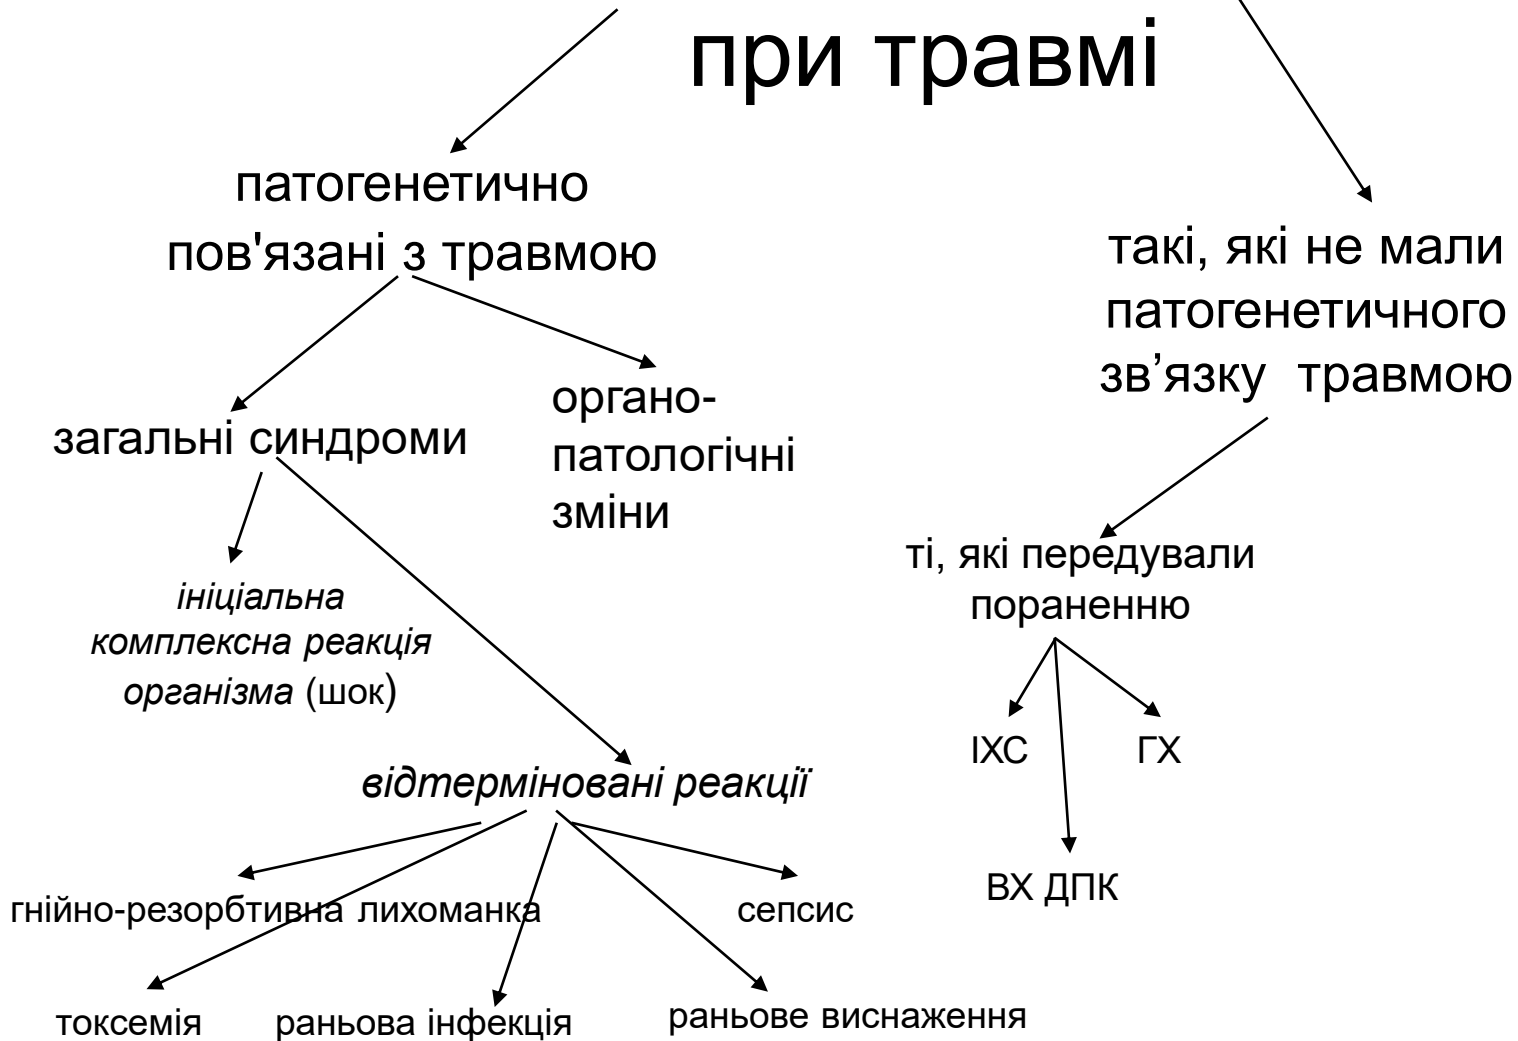 при травмі
патогенетично
пов'язані з травмою
такі, які не мали
патогенетичного
зв’язку травмою
загальні синдроми
органо-
патологічні
зміни
ініціальна
комплексна реакція
організма (шок)
ті, які передували
пораненню
ІХС
ГХ
ВХ ДПК
відтерміновані реакції
гнійно-резорбтивна лихоманка
сепсис
токсемія
раньова інфекція
раньове виснаження